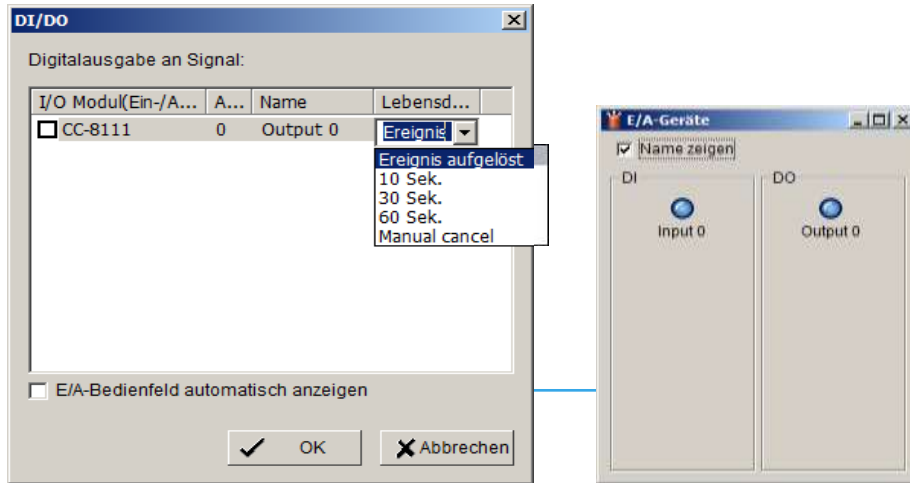 DI/DO
Digitalausgabe an Signal:
I/O Modul(Ein-/A... A... Name Lebensd...
CC-8111 0 Output 0 Ereignis
Ereignis aufgelöst
10 Sek.
30 Sek.
60 Sek.
Manual cancel
E/A-Bedienfeld automatisch anzeigen
OK Abbrechen
E/A-Geräte
Name zeigen
DI DO
Input 0 Output 0